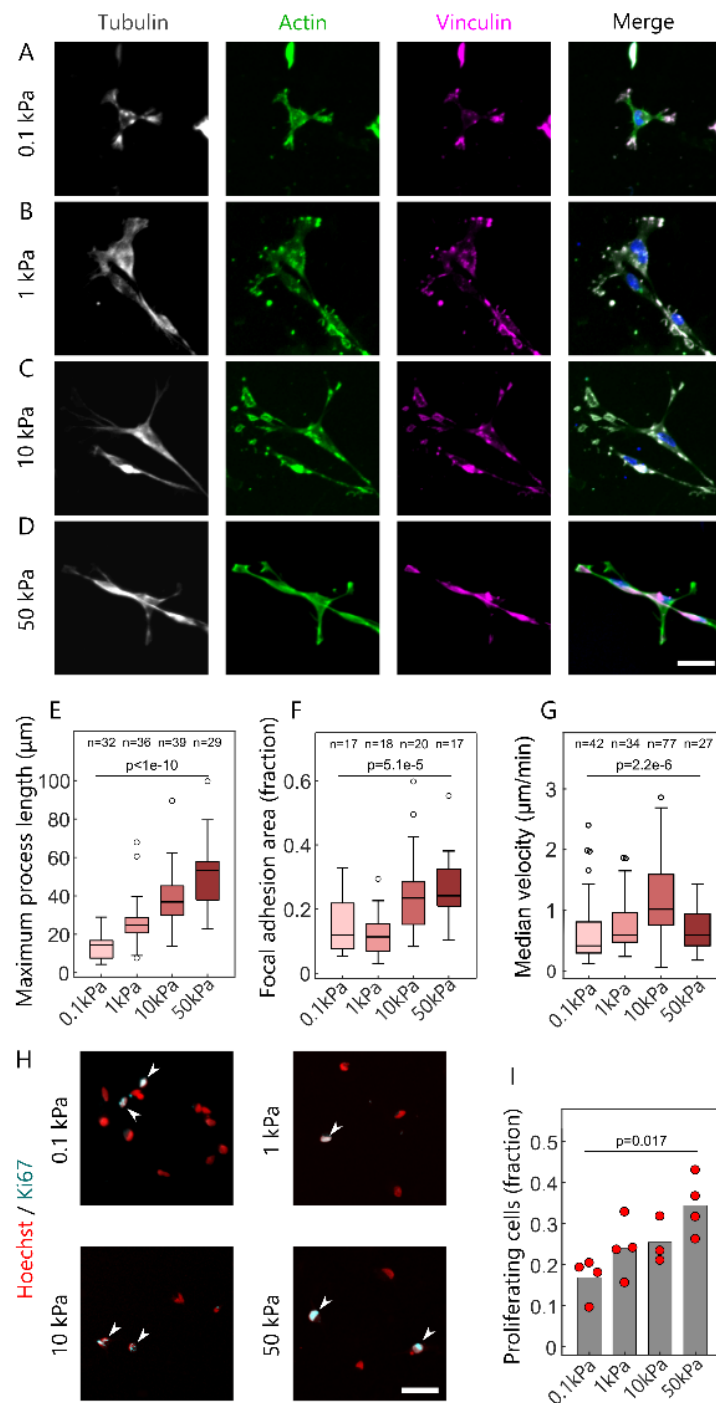 Tubulin Actin Vinculin Merge
A
0.1 kPa
B
1 kPa
C
10 kPa
D
50 kPa
E
Maximum process length (µm)
n=32 n=36 n=39 n=29
p<1e-10
100
80
60
40
20
0
0.1kPa 1kPa 10kPa 50kPa
F
Focal adhesion area (fraction)
n=17 n=18 n=20 n=17
p=5.1e-5
0.6
0.4
0.2
0
0.1kPa 1kPa 10kPa 50kPa
G
Median velocity (µm/min)
n=42 n=34 n=77 n=27
p=2.2e-6
3
2
1
0
0.1kPa 1kPa 10kPa 50kPa
H
Hoechst / Ki67
0.1 kPa
1 kPa
10 kPa
50 kPa
I
Proliferating cells (fraction)
p=0.017
0.5
0.4
0.3
0.2
0.1
0
0.1kPa 1kPa 10kPa 50kPa